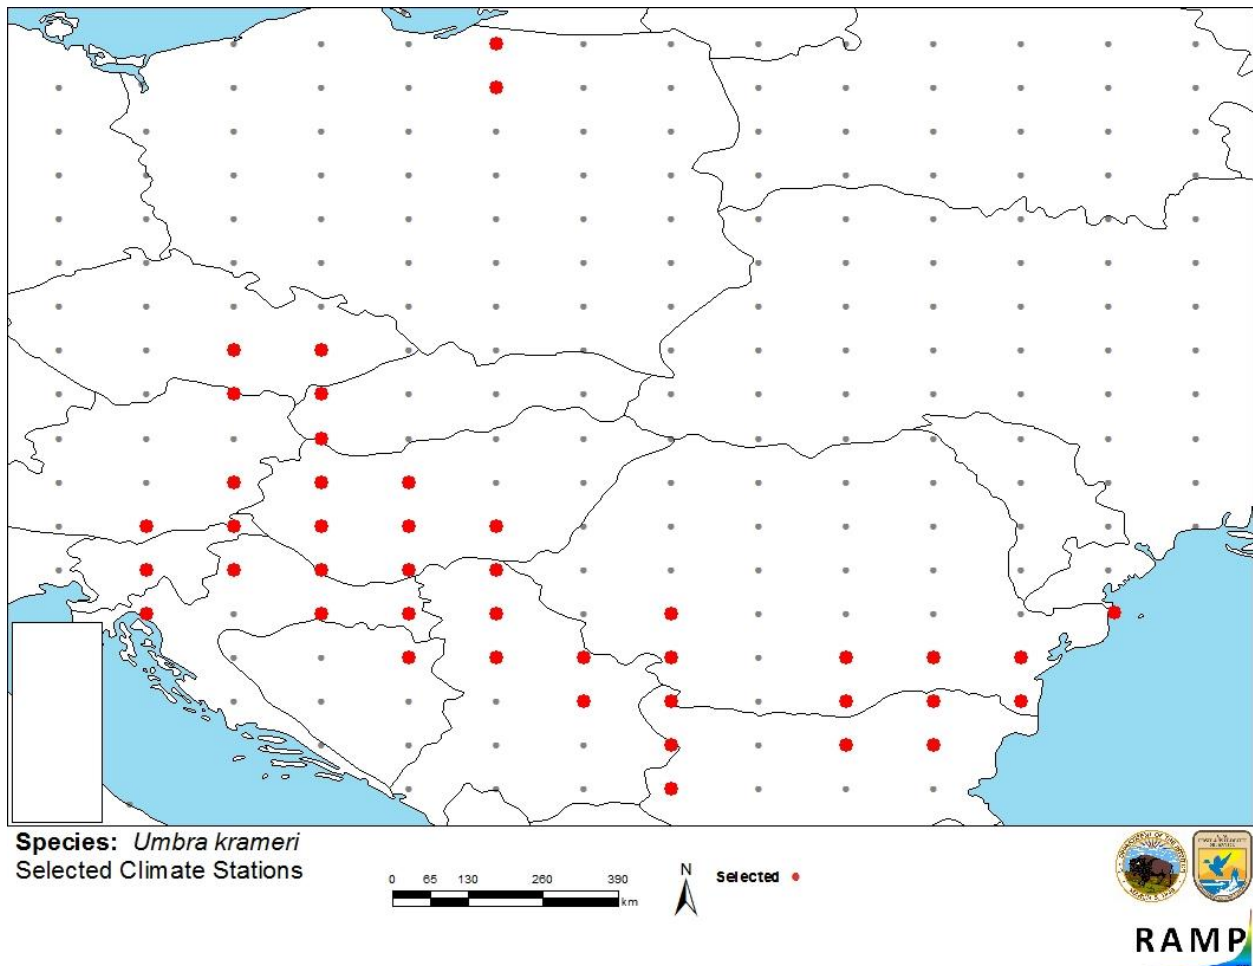 Species: Umbra krameri
Selected Climate Stations
0 65 130 260 390
km
N
Selected
RAMP